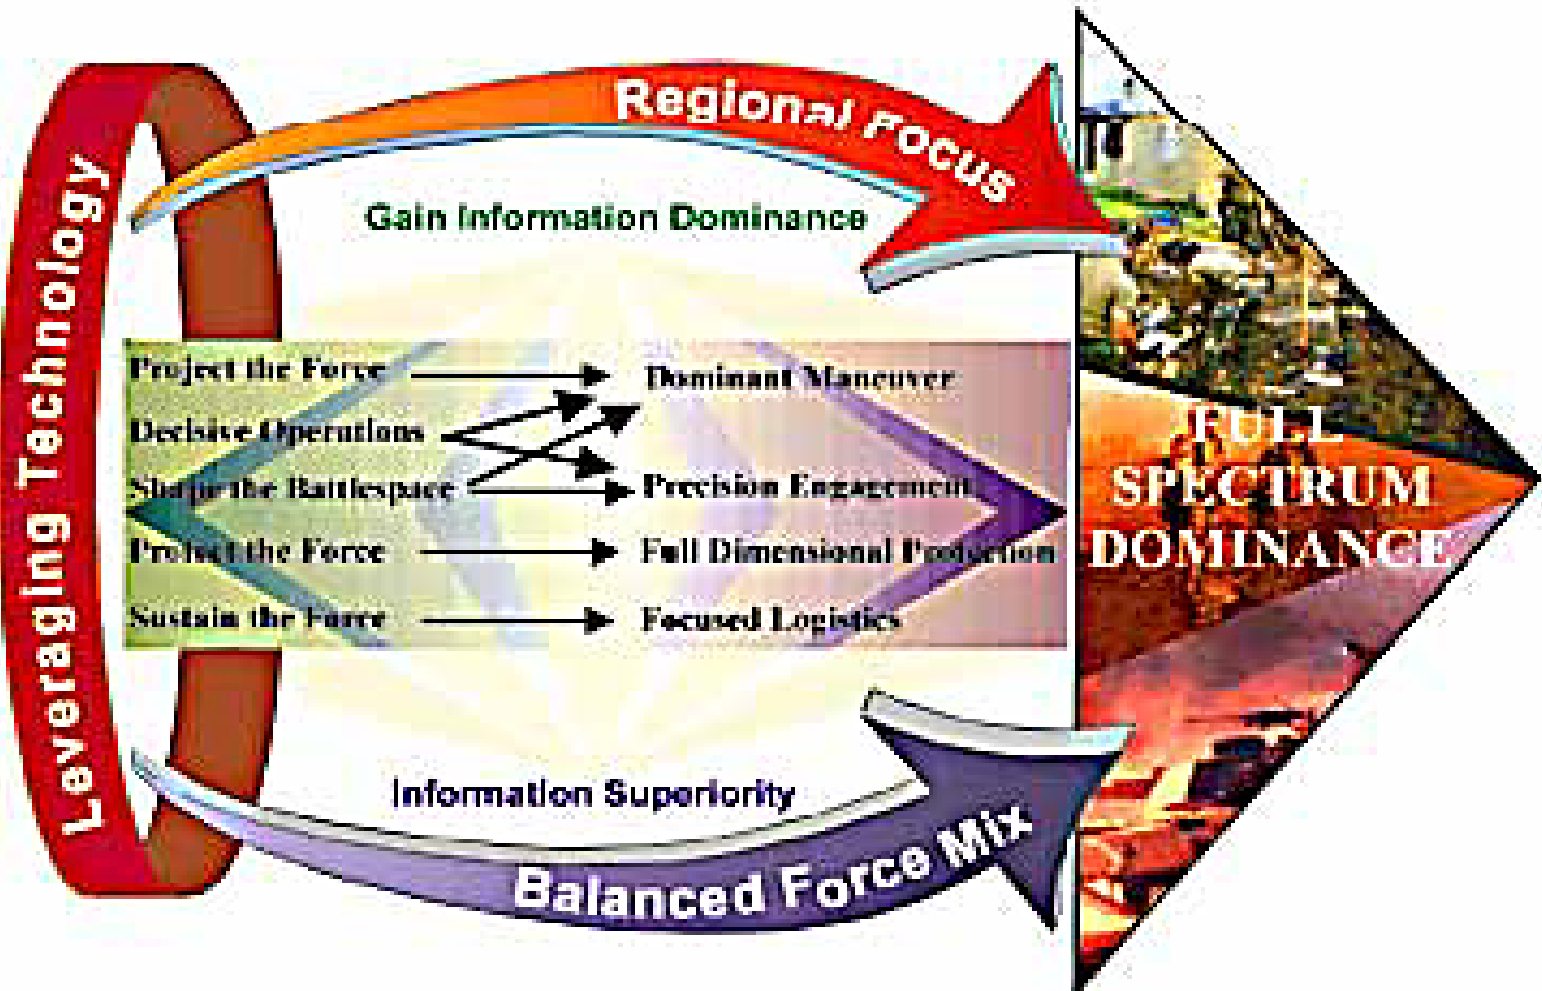 Leveraging Technology
Regional Focus
Gain Information Dominance
Project the Force
Dominant Maneuver
Decisive Operations
Shape the Battlespace
Precision Engagement
Protect the Force
Full Dimensional Protection
Sustain the Force
Focused Logistics
Information Superiority
Balanced Force Mix
FULL
SPECTRUM
DOMINANCE